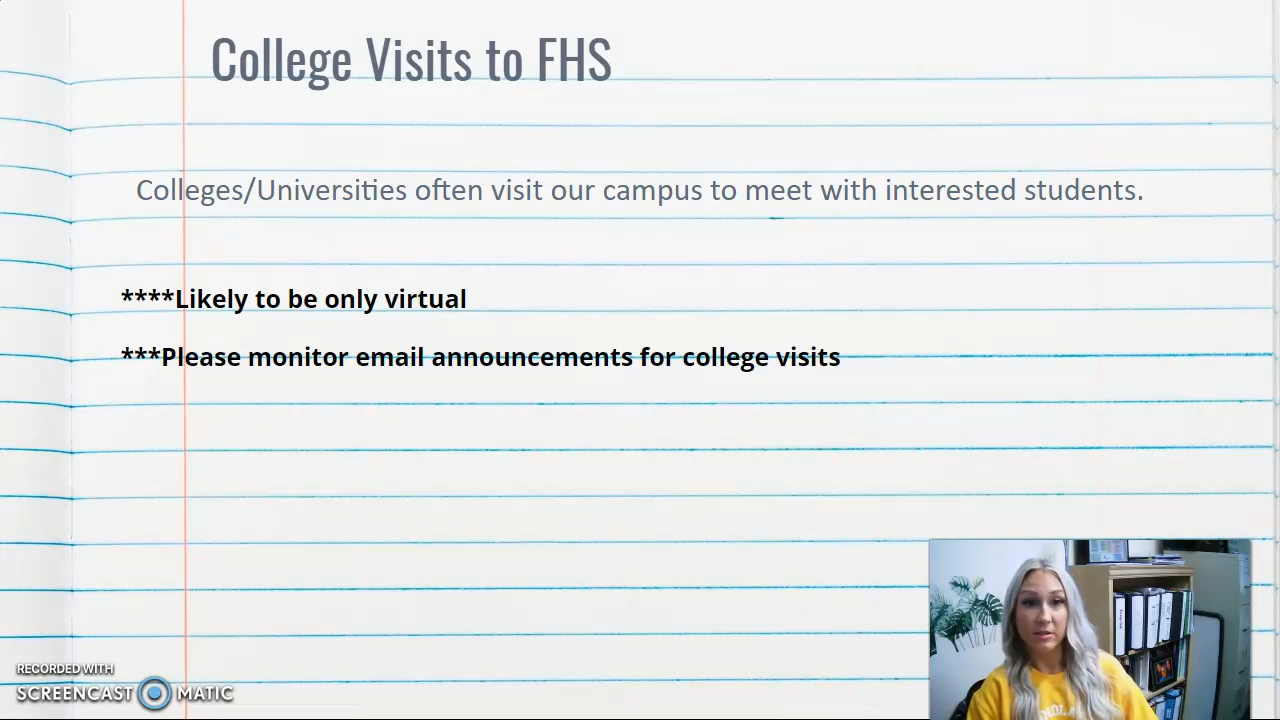 College Visits to FHS
Colleges/Universities often visit our campus to meet with interested students.
****Likely to be only virtual
***Please monitor email announcements for college visits
RECORDED WITH
SCREENCAST MATIC